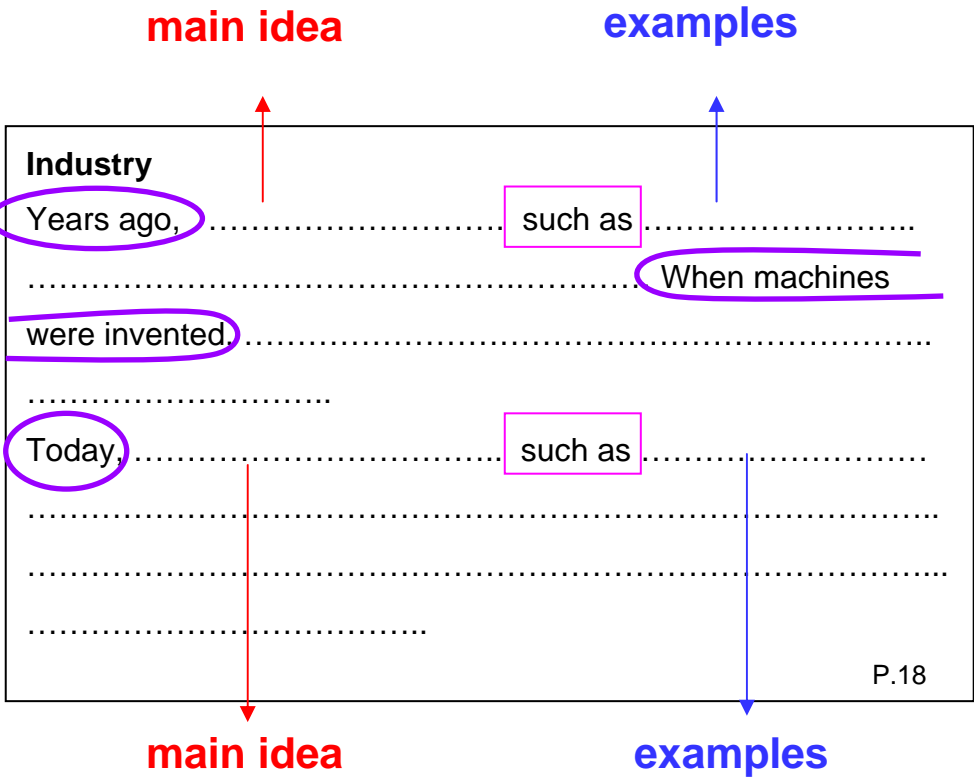 main idea examples
Industry
Years ago, ………………………. such as ……………………..
…………………………………………..…………. When machines
were invented, …………………………………………………………..
………………………..
Today, …………………………….. such as ………………………
…………………………………………………………………………..
……………………………………………………………………………..
………………………………..
P.18
main idea examples